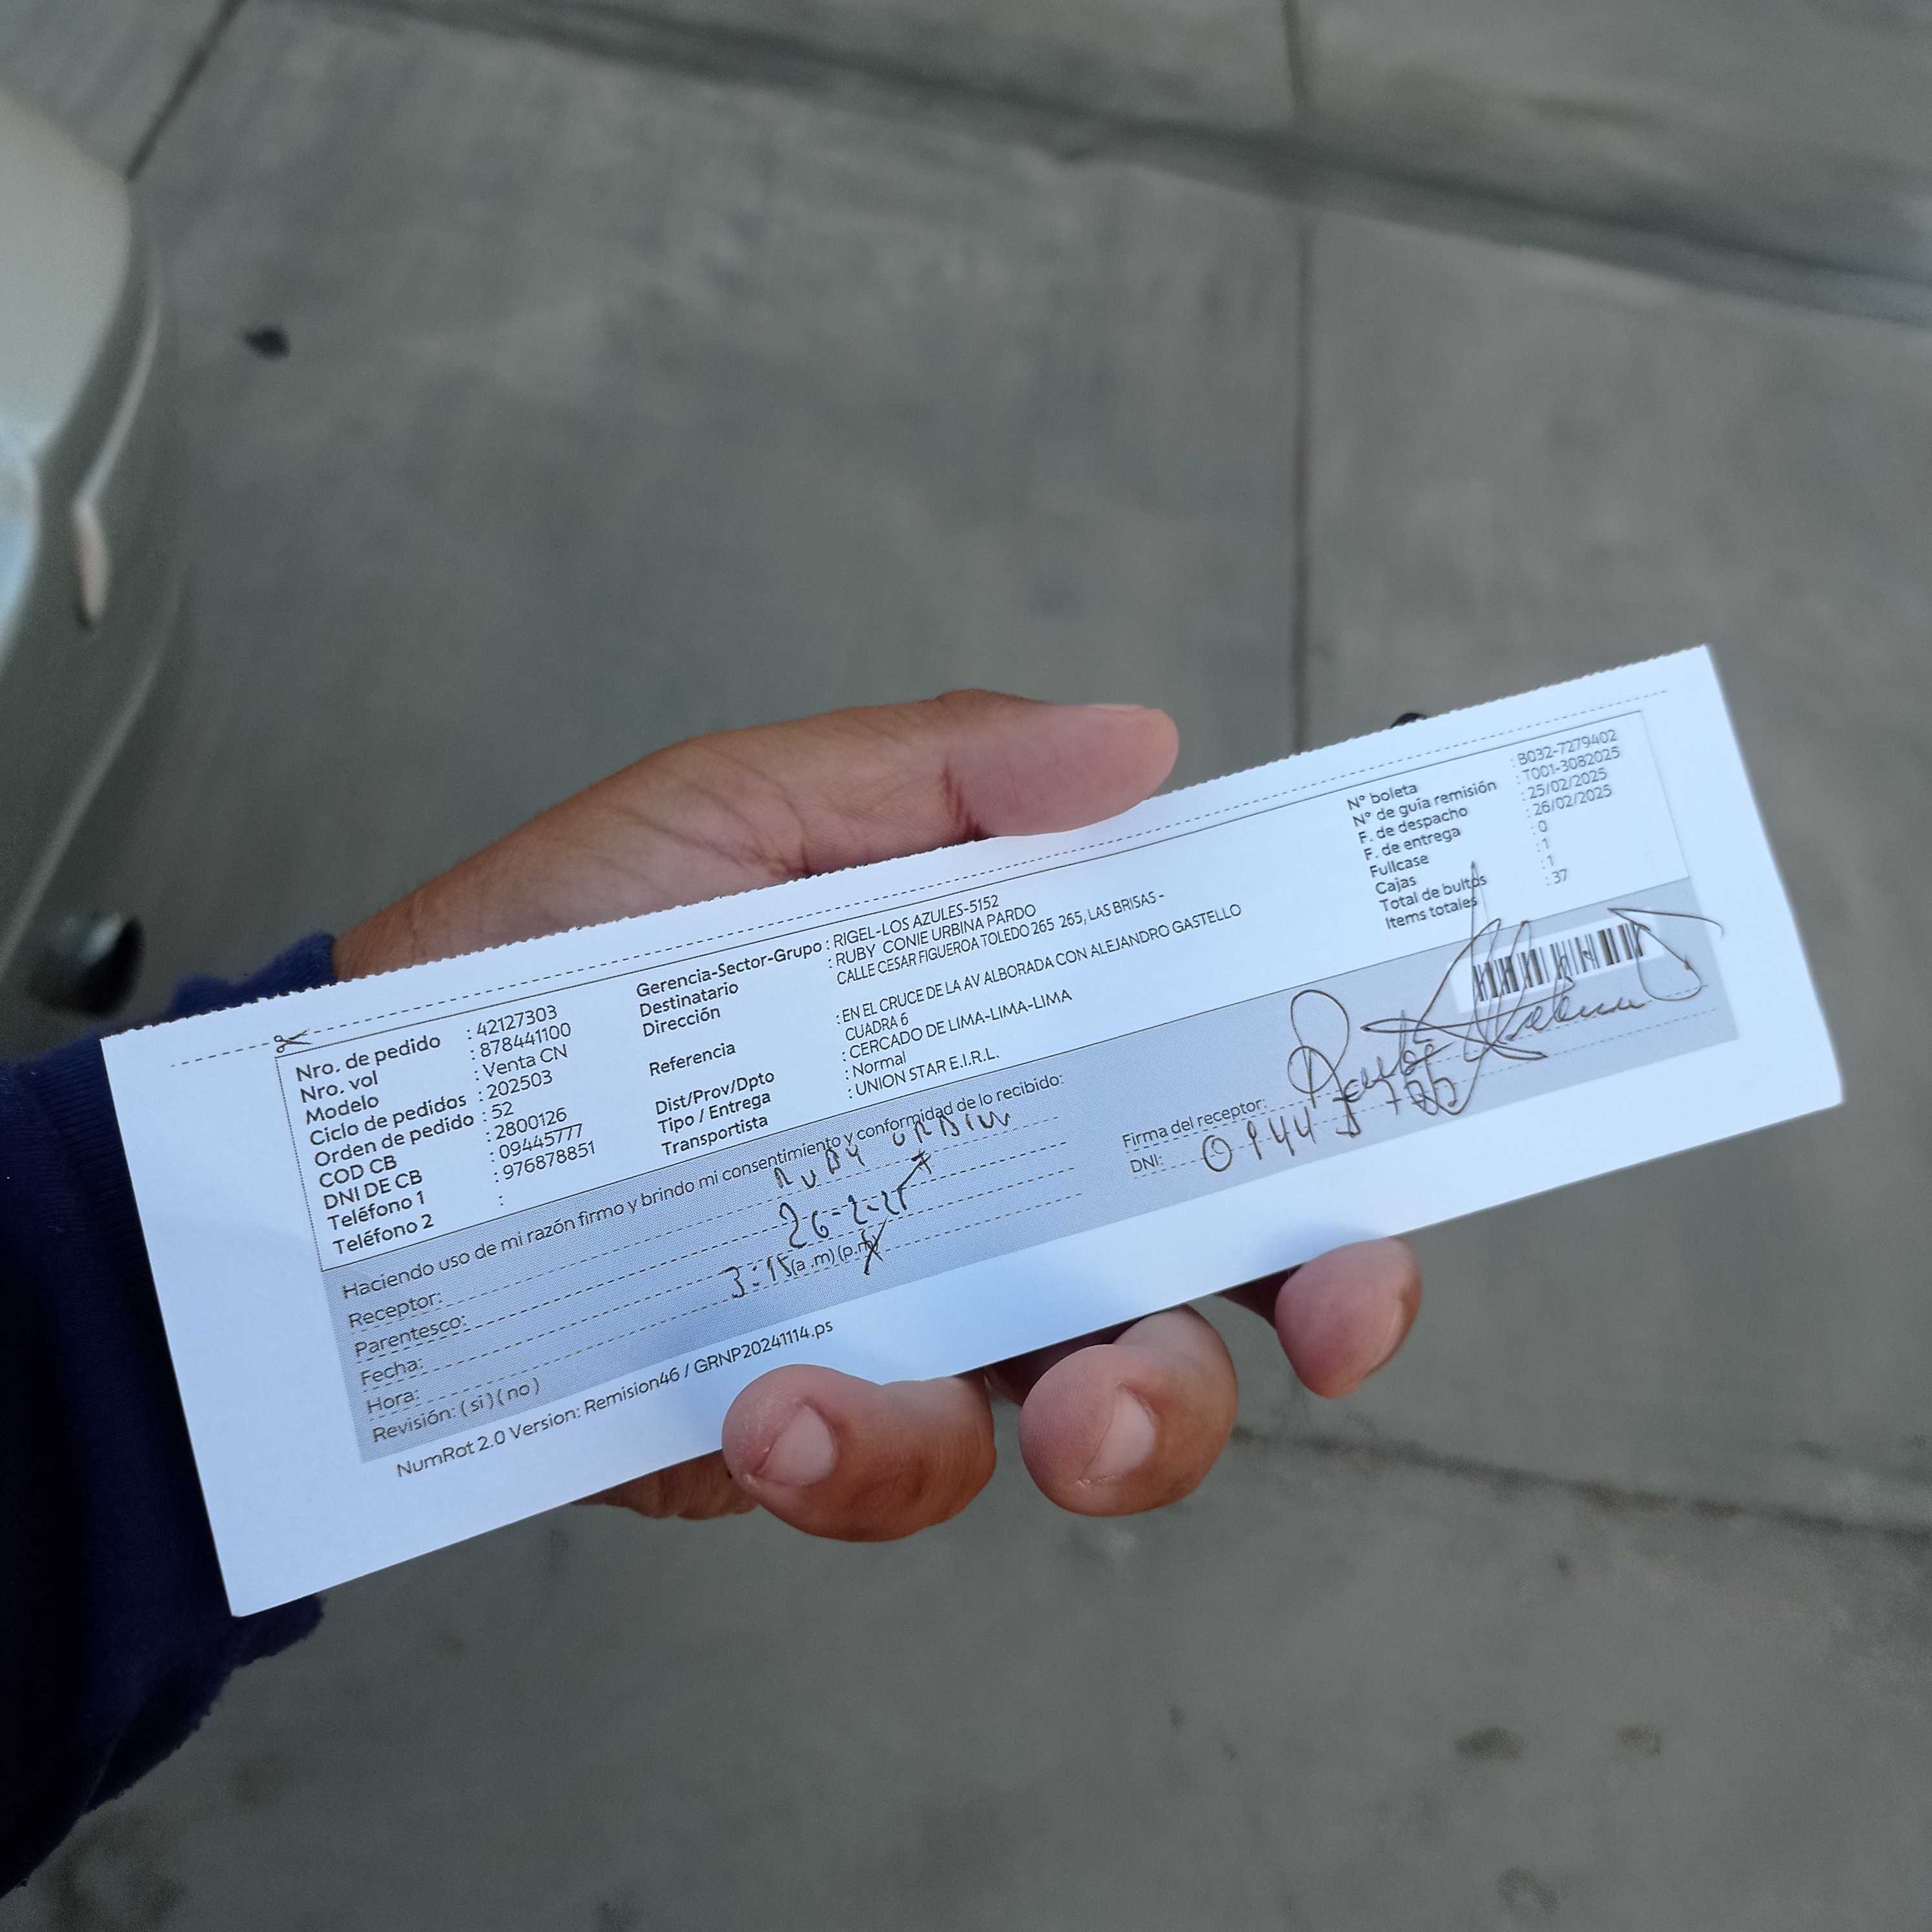 Nro. de pedido : 42127303
Nro. vol : 878441100
Modelo : Venta CN
Ciclo de pedidos : 202503
Orden de pedido : 52
COD CB : 2800126
DNI DE CB : 09445777
Teléfono 1 : 976878851
Teléfono 2 :
Gerencia-Sector-Grupo : RIGEL-LOS AZULES-5152
Destinatario : RUBY CONIE URBINA PARDO
Dirección CALLE CESAR FIGUEROA TOLEDO 265 265, LAS BRISAS -
Referencia : EN EL CRUCE DE LA AV ALBORADA CON ALEJANDRO GASTELLO
CUADRA 6
Dist/Prov/Dpto : CERCADO DE LIMA-LIMA-LIMA
Tipo / Entrega : Normal
Transportista : UNION STAR E.I.R.L.
N° boleta : B032-7279402
N° de guía remisión : T001-3082025
F. de despacho : 25/02/2025
F. de entrega : 26/02/2025
Fullcase : 0
Cajas : 1
Total de bultos : 1
Items totales : 37
Haciendo uso de mi razón firmo y brindo mi consentimiento y conformidad de lo recibido:
Receptor: RUBY
Parentesco:
Fecha: 26-2-25
Hora: 3:15 (a .m) (p.m)
Revisión: ( si ) ( no )
Firma del receptor:
DNI:
NumRot 2.0 Version: Remision46 / GRNP20241114.ps